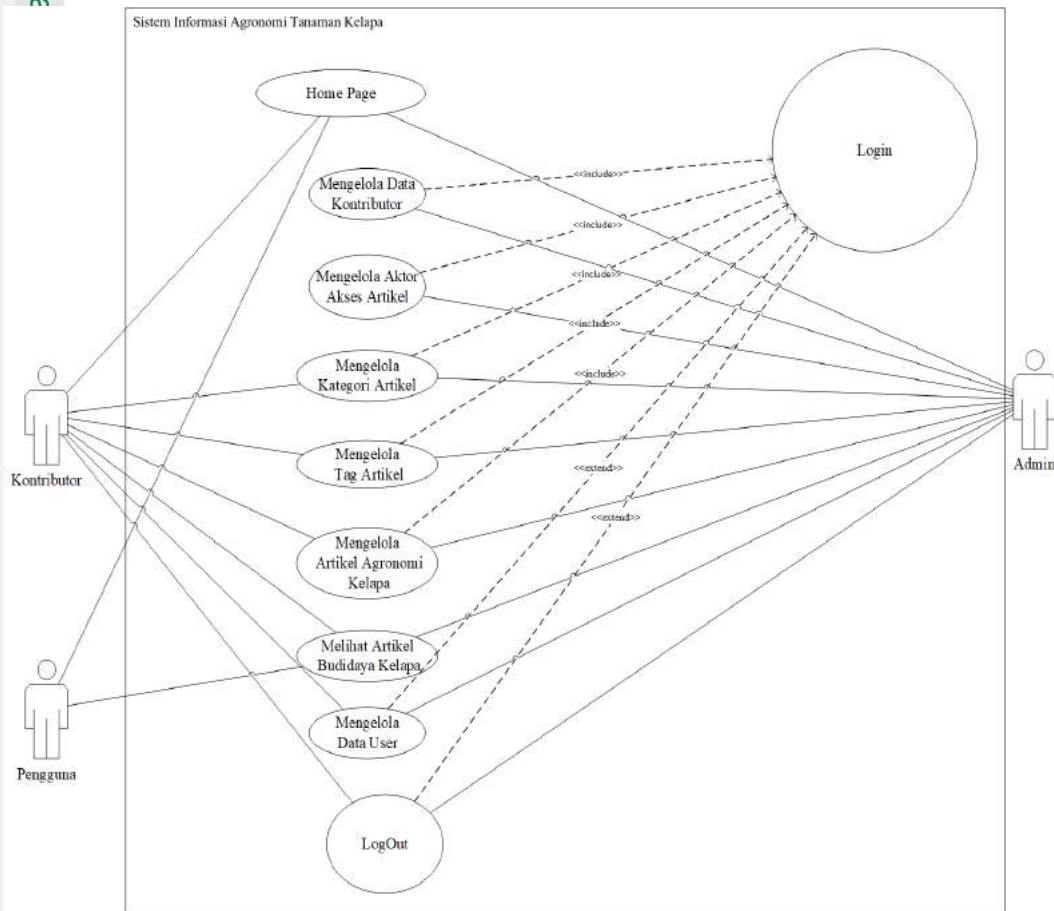 Sistem Informasi Agronomi Tanaman Kelapa
Home Page
Login
Mengelola Data
Kontributor
<<include>>
<<include>>
Mengelola Aktor
Akses Artikel
<<include>>
<<include>>
Mengelola
Kategori Artikel
<<include>>
Kontributor
Admin
Mengelola
Tag Artikel
<<extend>>
<<extend>>
Mengelola
Artikel Agronomi
Kelapa
Melihat Artikel
Budidaya Kelapa
Mengelola
Data User
Pengguna
LogOut